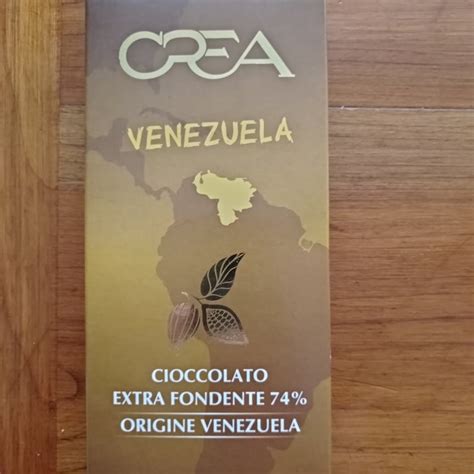 CREA
VENEZUELA
CIOCCOLATO
EXTRA FONDENTE 74%
ORIGINE VENEZUELA